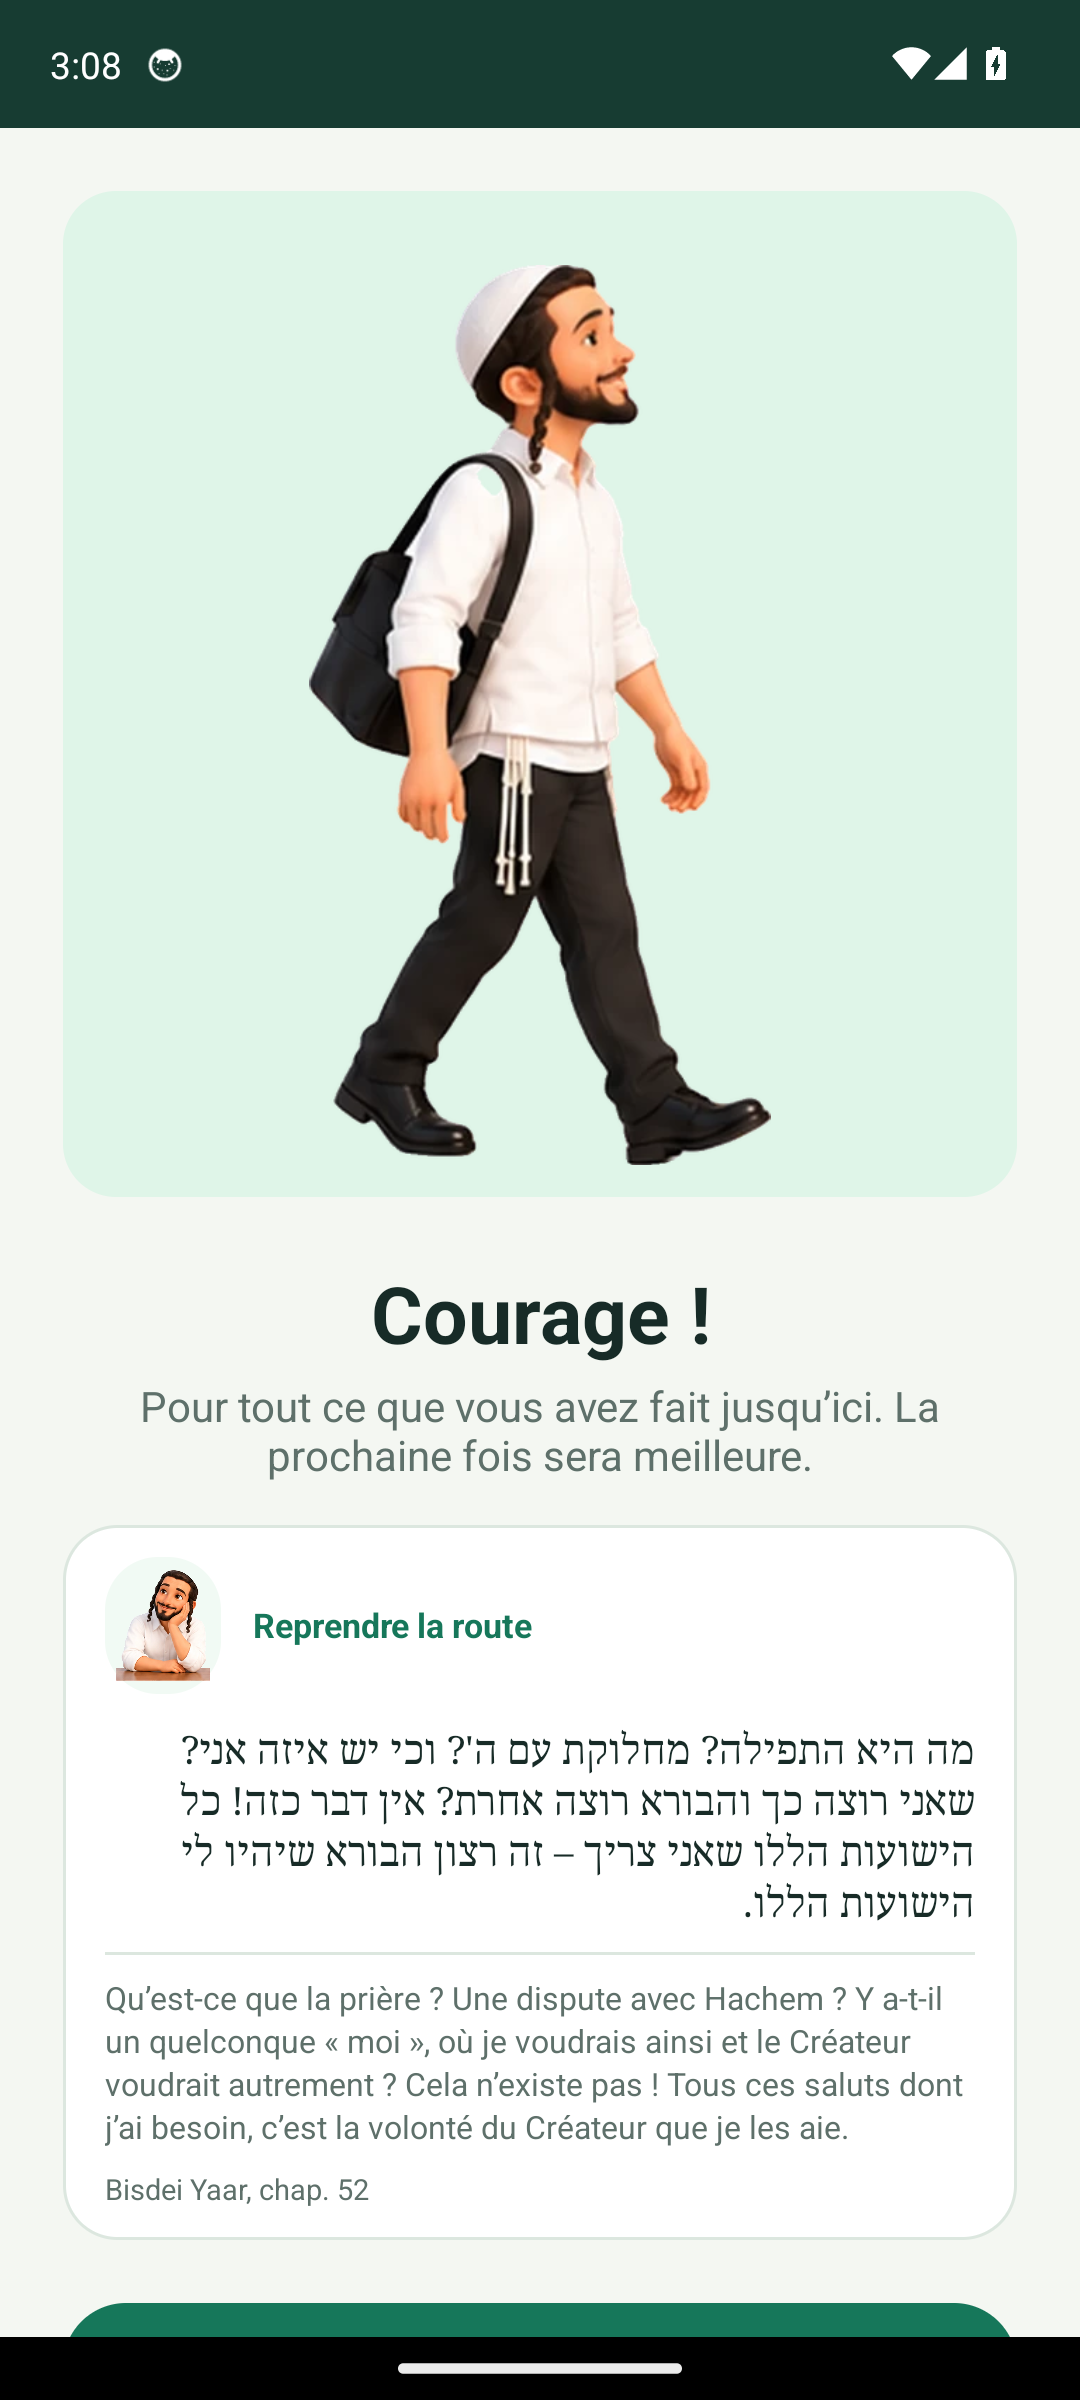 3:08
Courage !
Pour tout ce que vous avez fait jusqu’ici. La
prochaine fois sera meilleure.
Reprendre la route
מה היא התפילה? מחלוקת עם ה'? וכי יש איזה אני?
שאני רוצה כך והבורא רוצה אחרת? אין דבר כזה! כל
הישועות הללו שאני צריך – זה רצון הבורא שיהיו לי
הישועות הללו.
Qu’est-ce que la prière ? Une dispute avec Hachem ? Y a-t-il
un quelconque « moi », où je voudrais ainsi et le Créateur
voudrait autrement ? Cela n’existe pas ! Tous ces saluts dont
j’ai besoin, c’est la volonté du Créateur que je les aie.
Bisdei Yaar, chap. 52